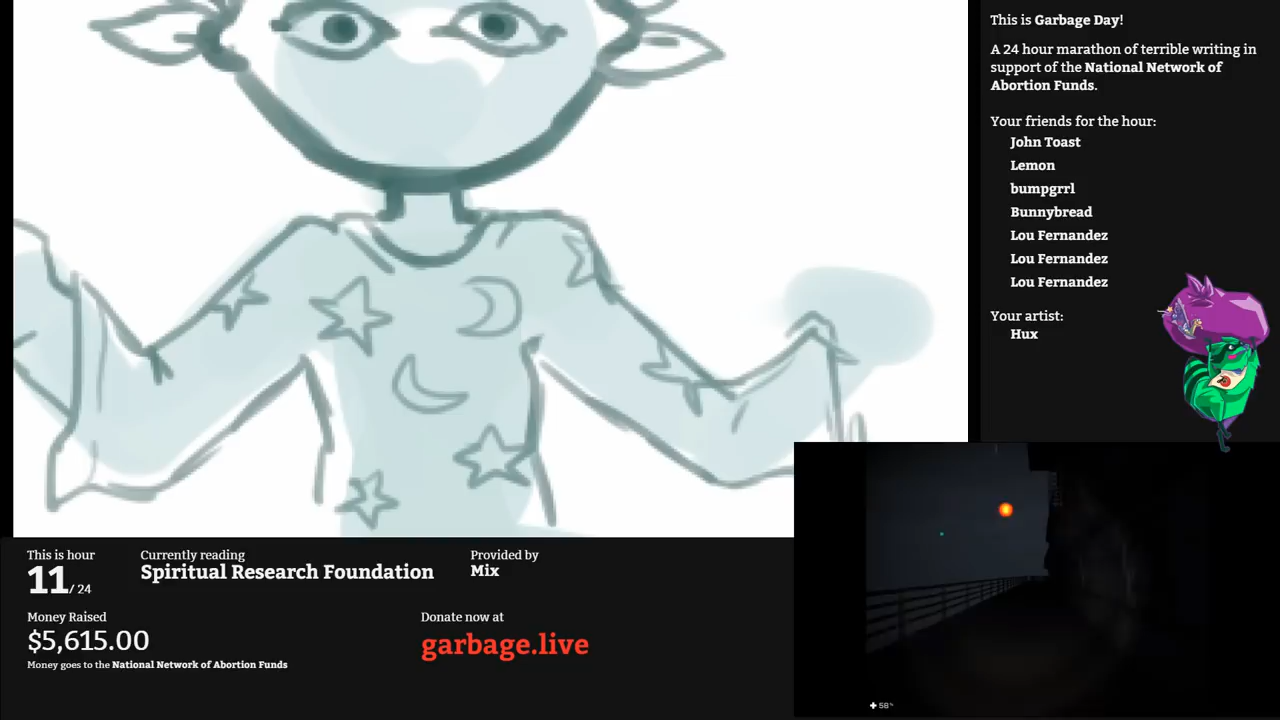 This is Garbage Day!
A 24 hour marathon of terrible writing in
support of the National Network of
Abortion Funds.
Your friends for the hour:
John Toast
Lemon
bumpgrrl
Bunnybread
Lou Fernandez
Lou Fernandez
Lou Fernandez
Your artist:
Hux
This is hour
11 / 24
Currently reading
Spiritual Research Foundation
Provided by
Mix
Money Raised
$5,615.00
Money goes to the National Network of Abortion Funds
Donate now at
garbage.live
58